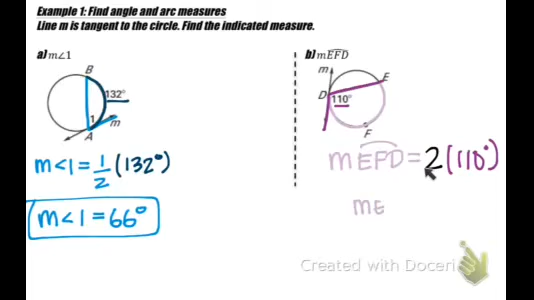 Example 1: Find angle and arc measures
Line m is tangent to the circle. Find the indicated measure.
a) m∠1
B
132°
1
m
A
m<1 = 1/2 (132°)
m<1 = 66°
b) mEFD
m
E
D
110°
F
mEFD = 2(110°)
mE
Created with Doceri